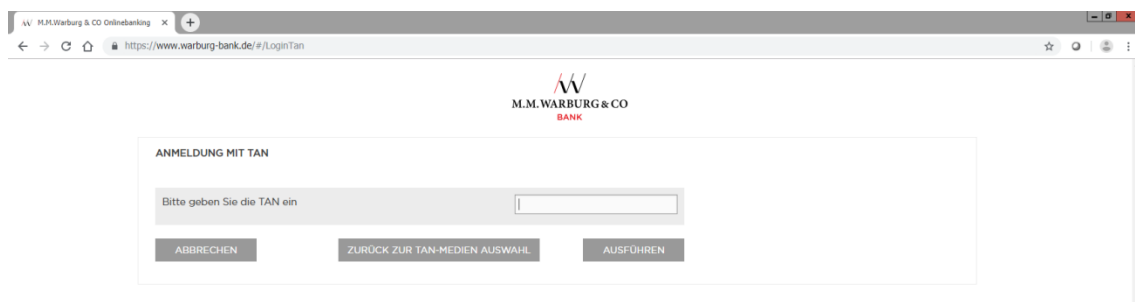 M.M.Warburg & CO Onlinebanking
https://www.warburg-bank.de/#/LoginTan
M.M.WARBURG & CO
BANK
ANMELDUNG MIT TAN
Bitte geben Sie die TAN ein
ABBRECHEN ZURÜCK ZUR TAN-MEDIEN AUSWAHL AUSFÜHREN